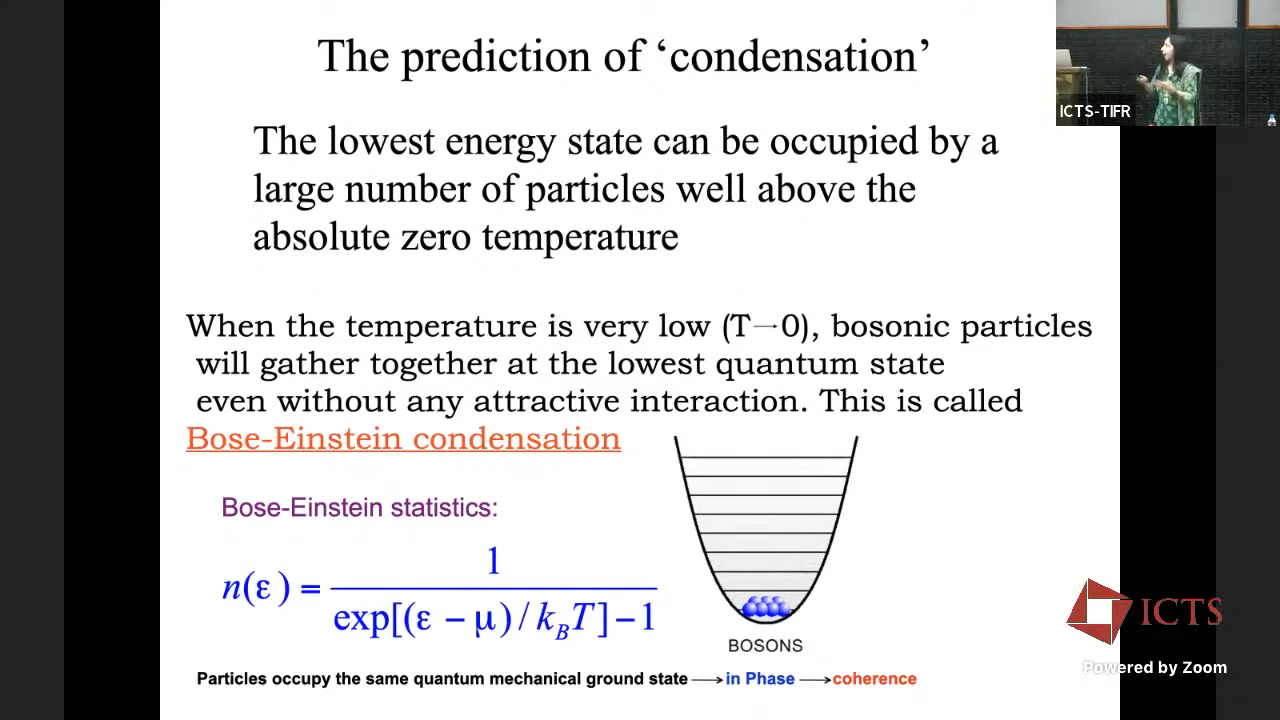 The prediction of ‘condensation’
ICTS-TIFR
The lowest energy state can be occupied by a
large number of particles well above the
absolute zero temperature
When the temperature is very low (T→0), bosonic particles
will gather together at the lowest quantum state
even without any attractive interaction. This is called
Bose-Einstein condensation
Bose-Einstein statistics:
n(ε) = 1 / exp[(ε − μ) / k_B T] − 1
BOSONS
ICTS
Powered by Zoom
Particles occupy the same quantum mechanical ground state → in Phase → coherence